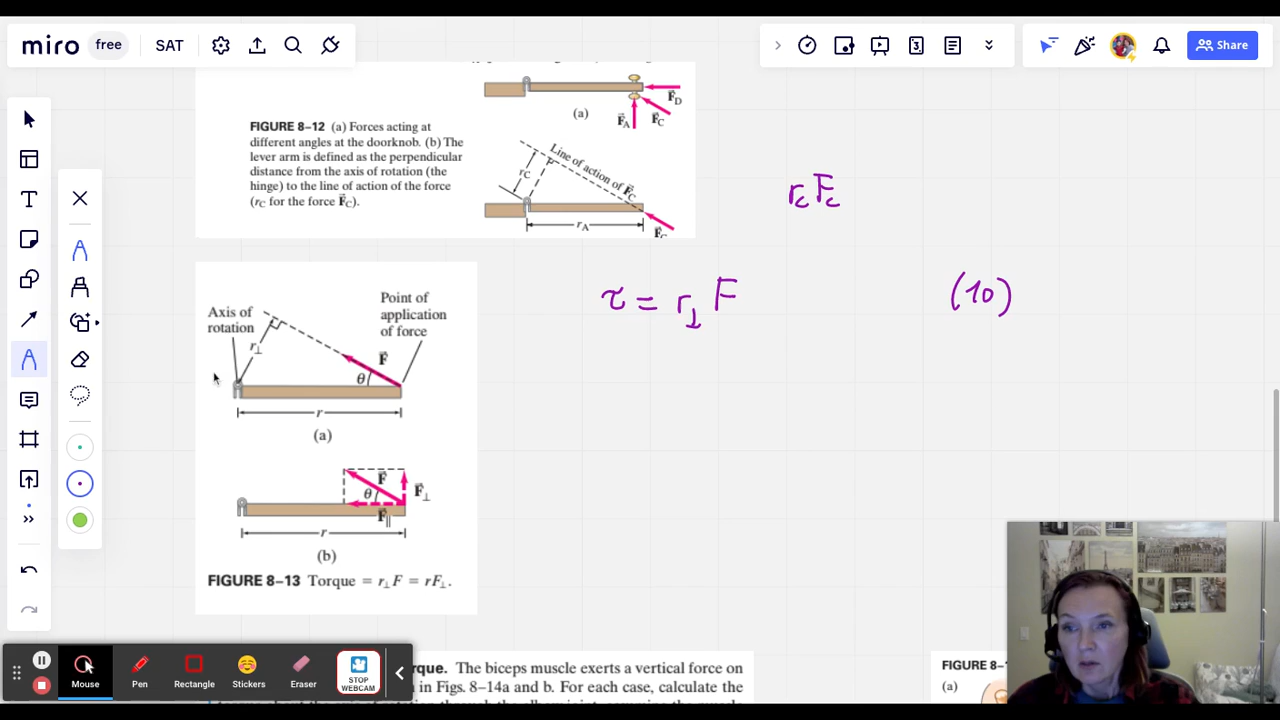 miro free SAT
3
Share
F_D
(a) F_A F_C
FIGURE 8–12 (a) Forces acting at
different angles at the doorknob. (b) The
lever arm is defined as the perpendicular
distance from the axis of rotation (the
hinge) to the line of action of the force
(r_C for the force F⃗_C).
Line of action of F⃗_C
r_C
r_A
F_C
r_C F_C
τ = r⊥ F
(10)
Axis of
rotation
Point of
application
of force
r⊥
F⃗
θ
r
(a)
F⃗
θ
F⃗⊥
F⃗||
r
(b)
FIGURE 8–13 Torque = r⊥F = rF⊥.
rque. The biceps muscle exerts a vertical force on
in Figs. 8–14a and b. For each case, calculate the
FIGURE 8–
(a)
Mouse Pen Rectangle Stickers Eraser STOP
WEBCAM